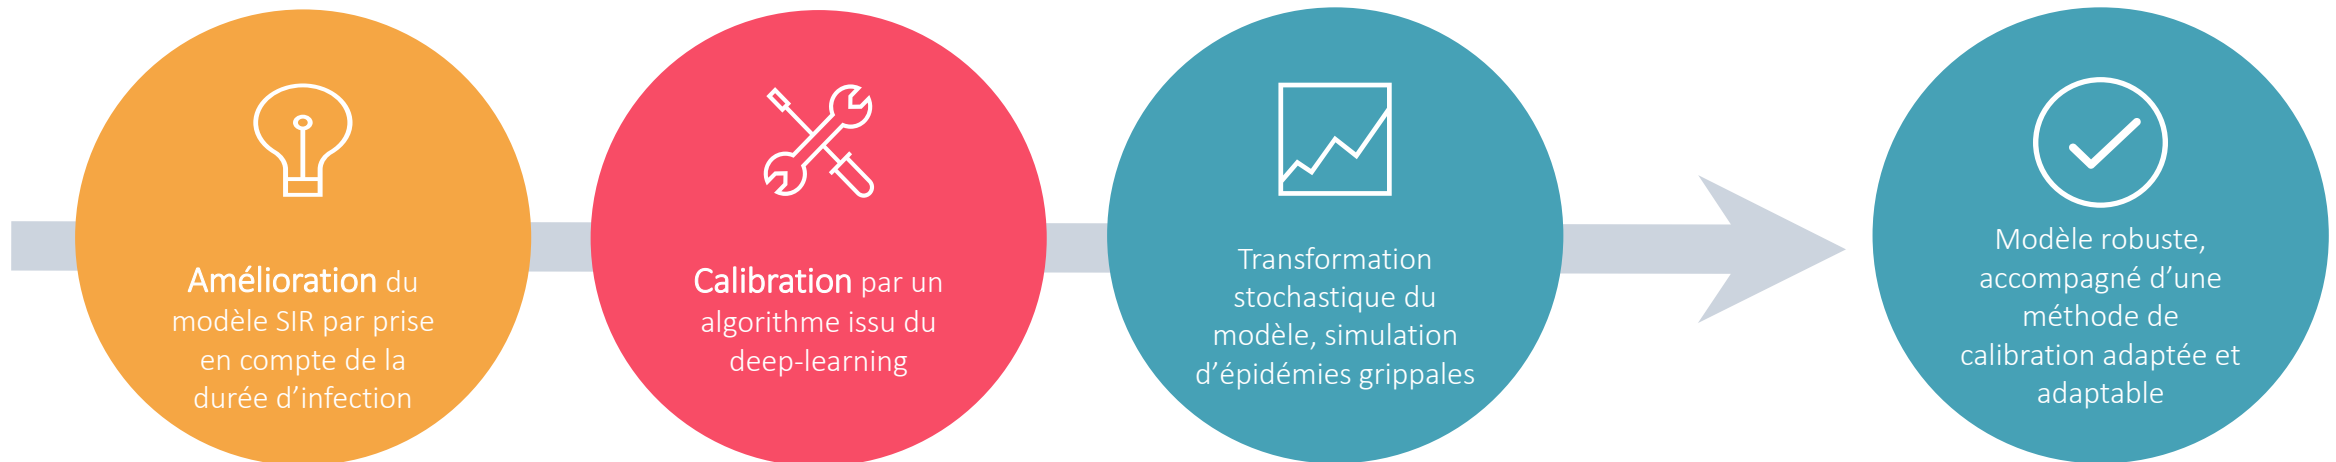 Amélioration du
modèle SIR par prise
en compte de la
durée d’infection
Calibration par un
algorithme issu du
deep-learning
Transformation
stochastique du
modèle, simulation
d’épidémies grippales
Modèle robuste,
accompagné d’une
méthode de
calibration adaptée et
adaptable